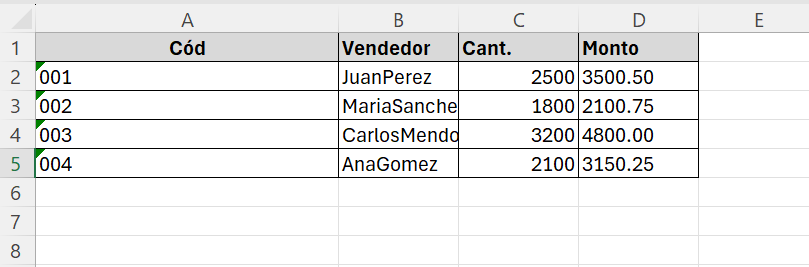 A B C D E
1 Cód Vendedor Cant. Monto
2 001 JuanPerez 2500 3500.50
3 002 MariaSanche 1800 2100.75
4 003 CarlosMendo 3200 4800.00
5 004 AnaGomez 2100 3150.25
6
7
8